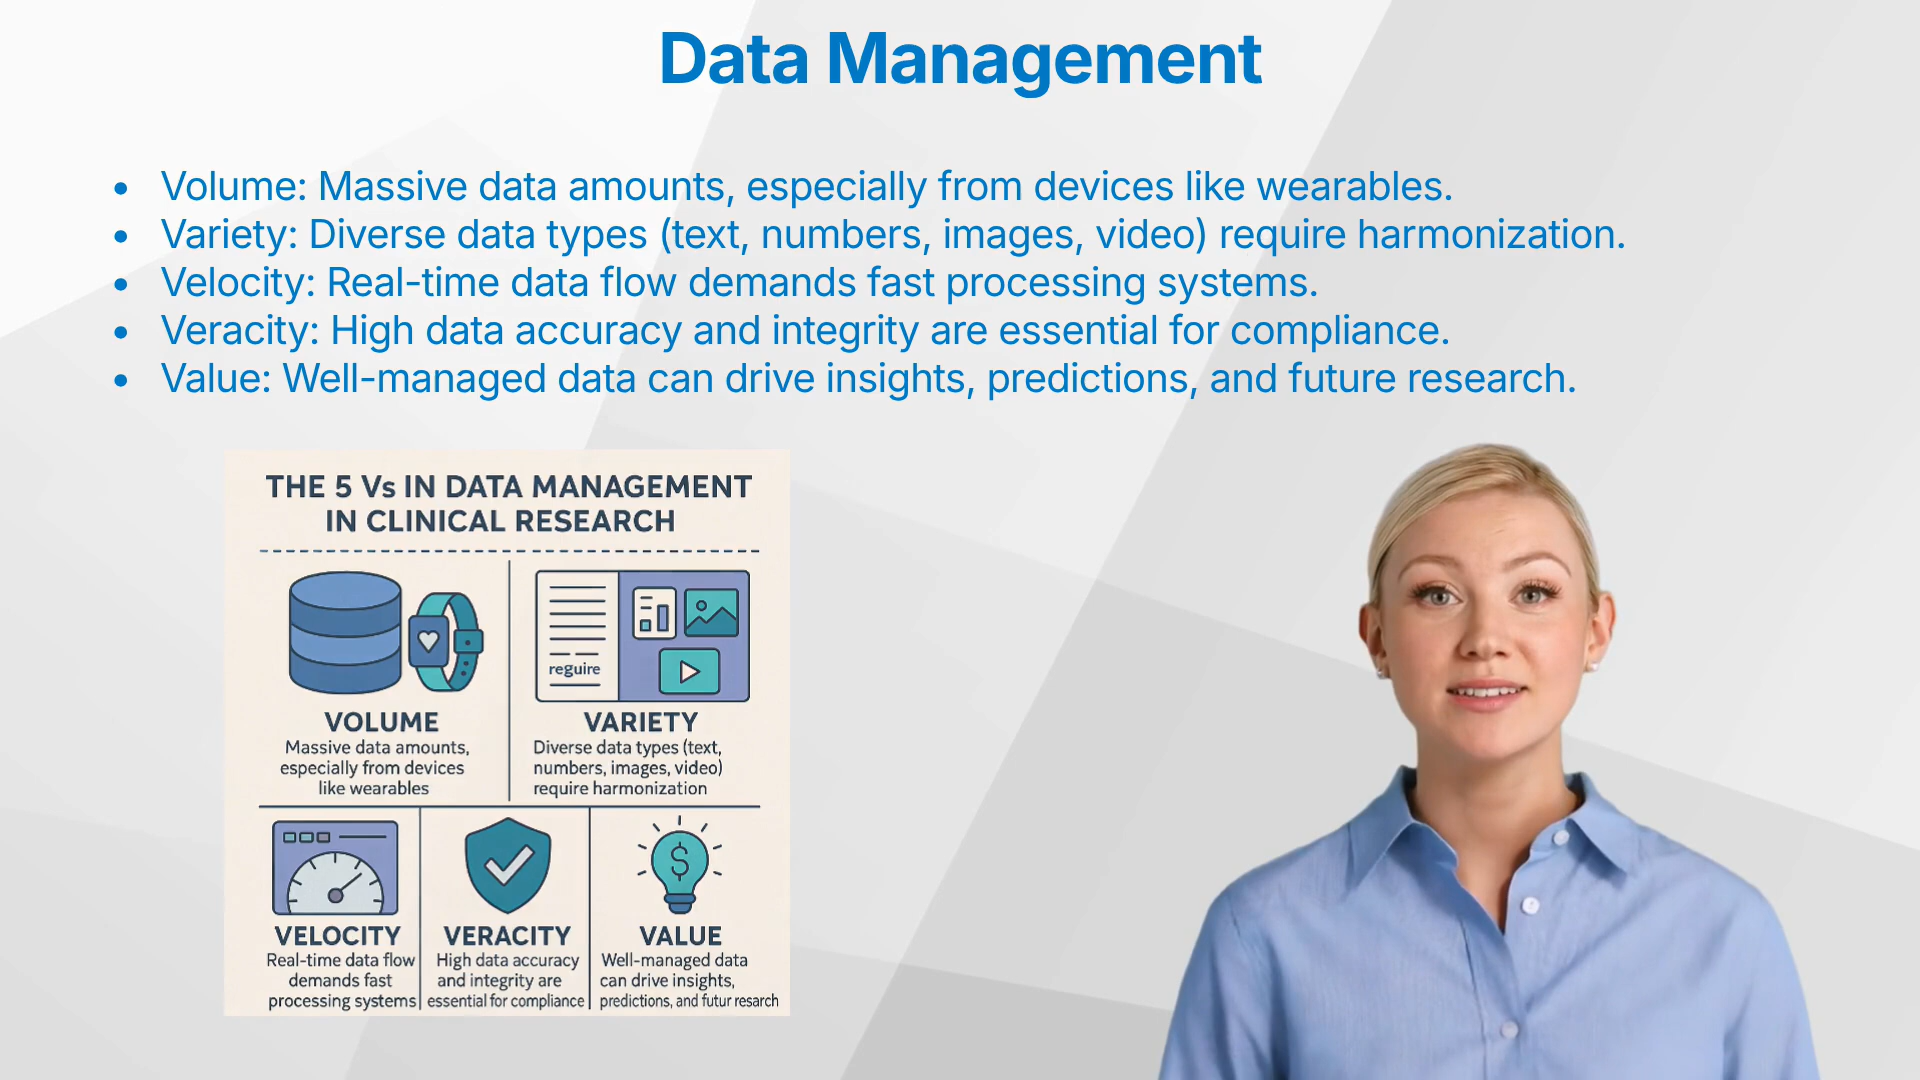 Data Management
• Volume: Massive data amounts, especially from devices like wearables.
• Variety: Diverse data types (text, numbers, images, video) require harmonization.
• Velocity: Real-time data flow demands fast processing systems.
• Veracity: High data accuracy and integrity are essential for compliance.
• Value: Well-managed data can drive insights, predictions, and future research.
THE 5 Vs IN DATA MANAGEMENT
IN CLINICAL RESEARCH
reguire
VOLUME
Massive data amounts,
especially from devices
like wearables
VARIETY
Diverse data types (text,
numbers, images, video)
require harmonization
VELOCITY
Real-time data flow
demands fast
processing systems
VERACITY
High data accuracy
and integrity are
essential for compliance
$
VALUE
Well-managed data
can drive insights,
predictions, and futur resarch